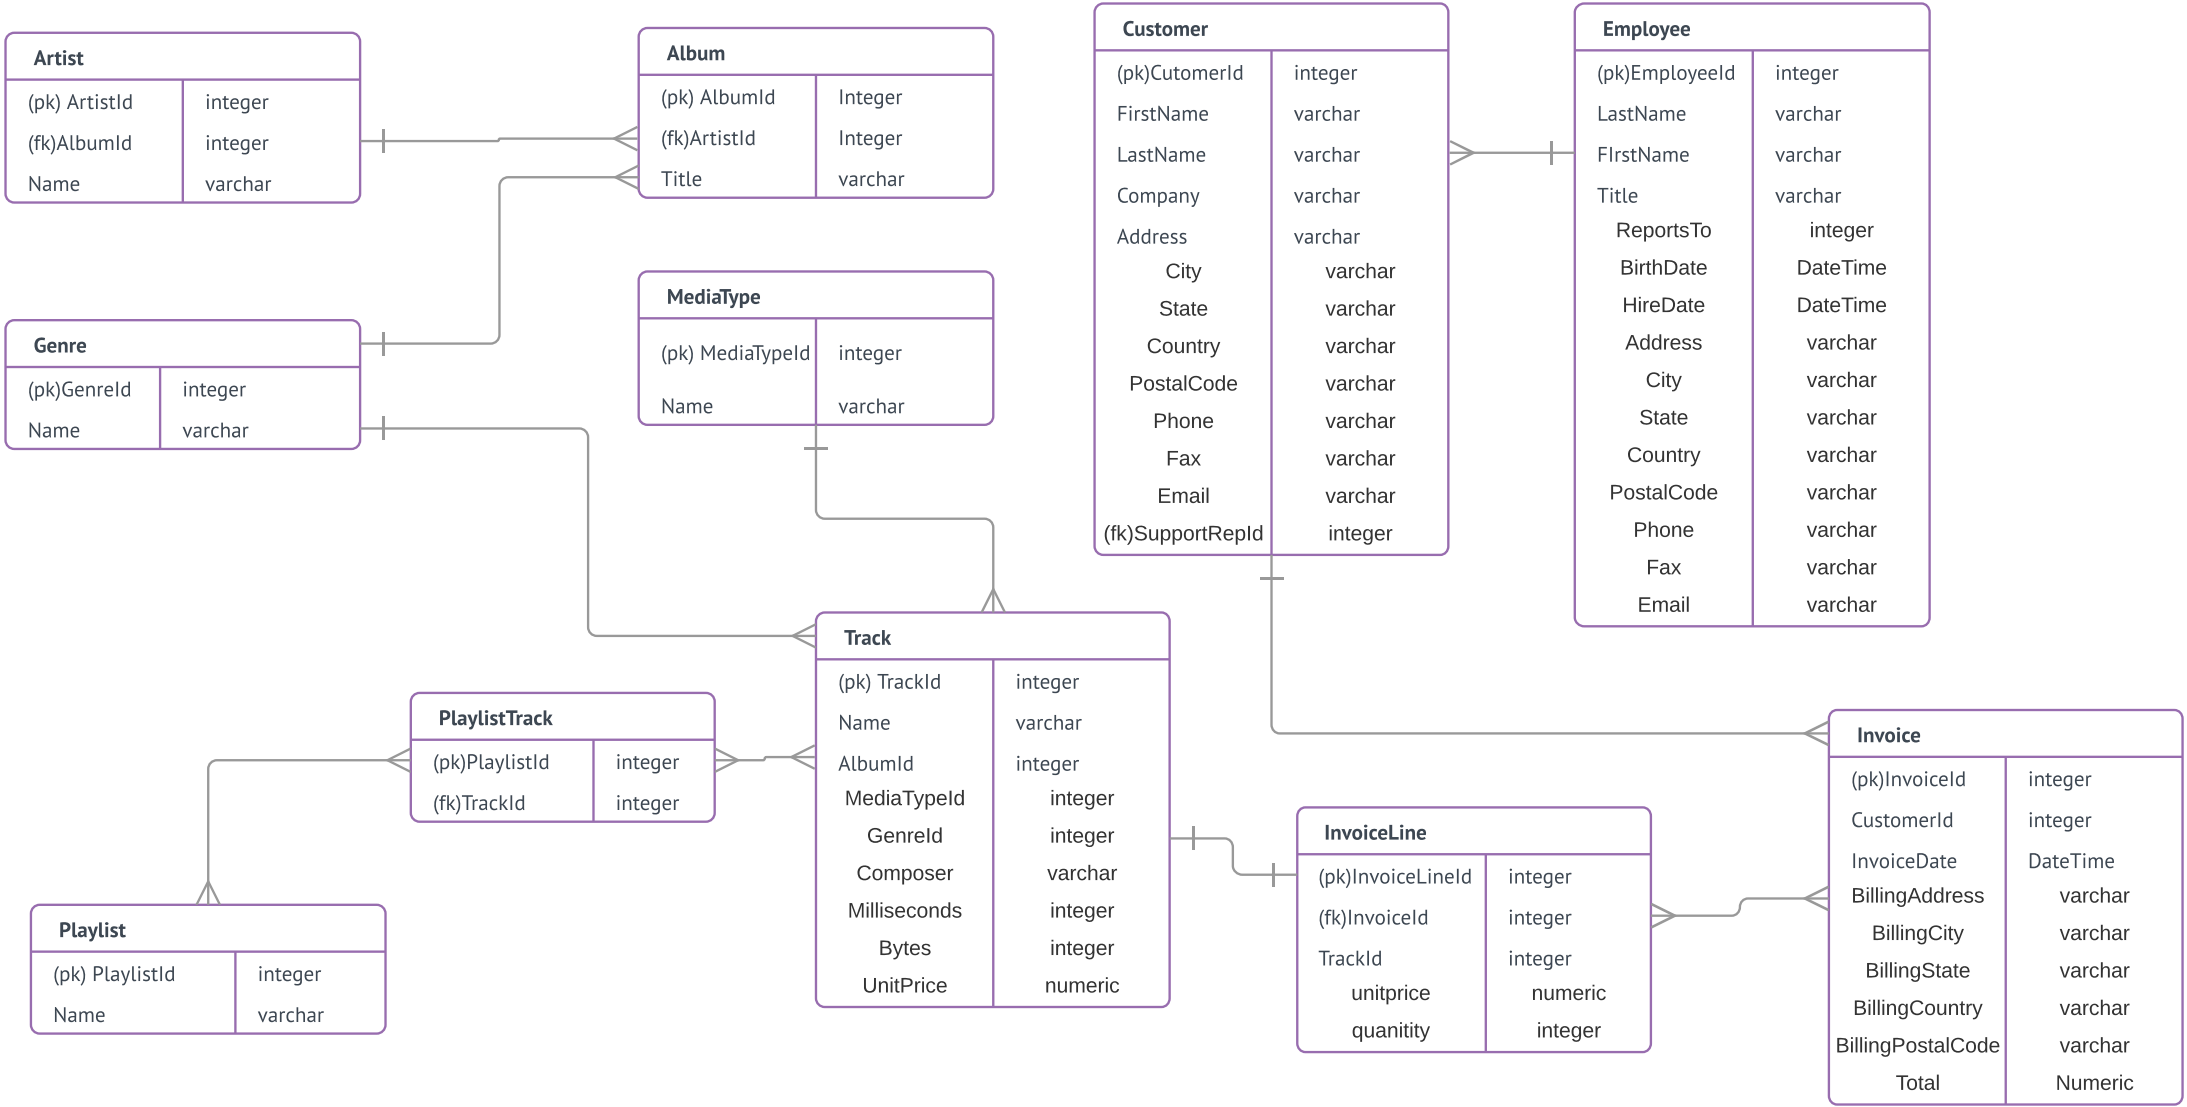 Artist
(pk) ArtistId integer
(fk)AlbumId integer
Name varchar
Album
(pk) AlbumId Integer
(fk)ArtistId Integer
Title varchar
Customer
(pk)CutomerId integer
FirstName varchar
LastName varchar
Company varchar
Address varchar
City varchar
State varchar
Country varchar
PostalCode varchar
Phone varchar
Fax varchar
Email varchar
(fk)SupportRepId integer
Employee
(pk)EmployeeId integer
LastName varchar
FIrstName varchar
Title varchar
ReportsTo integer
BirthDate DateTime
HireDate DateTime
Address varchar
City varchar
State varchar
Country varchar
PostalCode varchar
Phone varchar
Fax varchar
Email varchar
Genre
(pk)GenreId integer
Name varchar
MediaType
(pk) MediaTypeId integer
Name varchar
PlaylistTrack
(pk)PlaylistId integer
(fk)TrackId integer
Track
(pk) TrackId integer
Name varchar
AlbumId integer
MediaTypeId integer
GenreId integer
Composer varchar
Milliseconds integer
Bytes integer
UnitPrice numeric
Playlist
(pk) PlaylistId integer
Name varchar
InvoiceLine
(pk)InvoiceLineId integer
(fk)InvoiceId integer
TrackId integer
unitprice numeric
quanitity integer
Invoice
(pk)InvoiceId integer
CustomerId integer
InvoiceDate DateTime
BillingAddress varchar
BillingCity varchar
BillingState varchar
BillingCountry varchar
BillingPostalCode varchar
Total Numeric